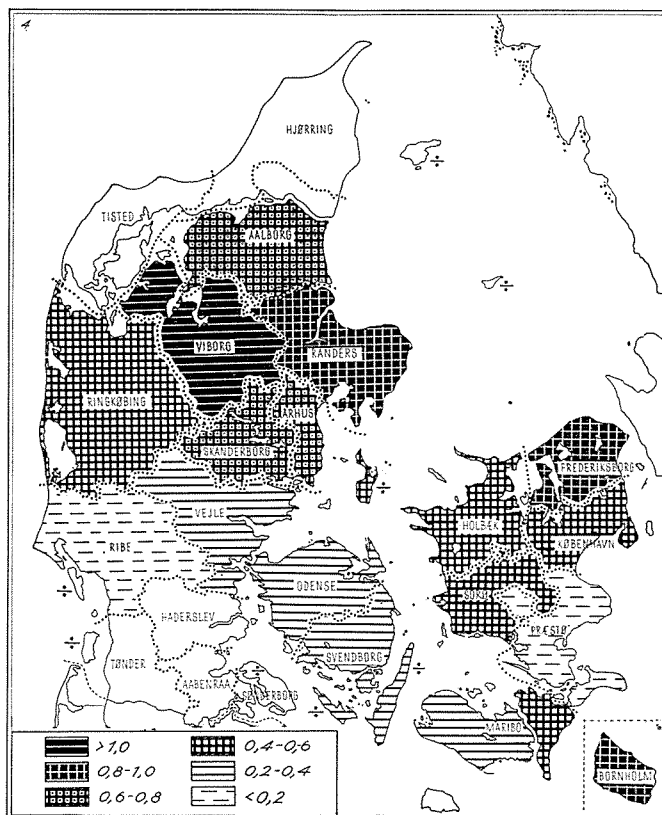 4
HJØRRING
TISTED
AALBORG
VIBORG
RANDERS
RINGKØBING
ÅRHUS
SKANDERBORG
FREDERIKSBORG
HOLBÆK
KØBENHAVN
VEJLE
RIBE
ODENSE
SORØ
PRÆSTØ
HADERSLEV
SVENDBORG
TØNDER
AABENRAA
SØNDERBORG
MARIBO
BORNHOLM
>1,0
0,4-0,6
0,8-1,0
0,2-0,4
0,6-0,8
<0,2